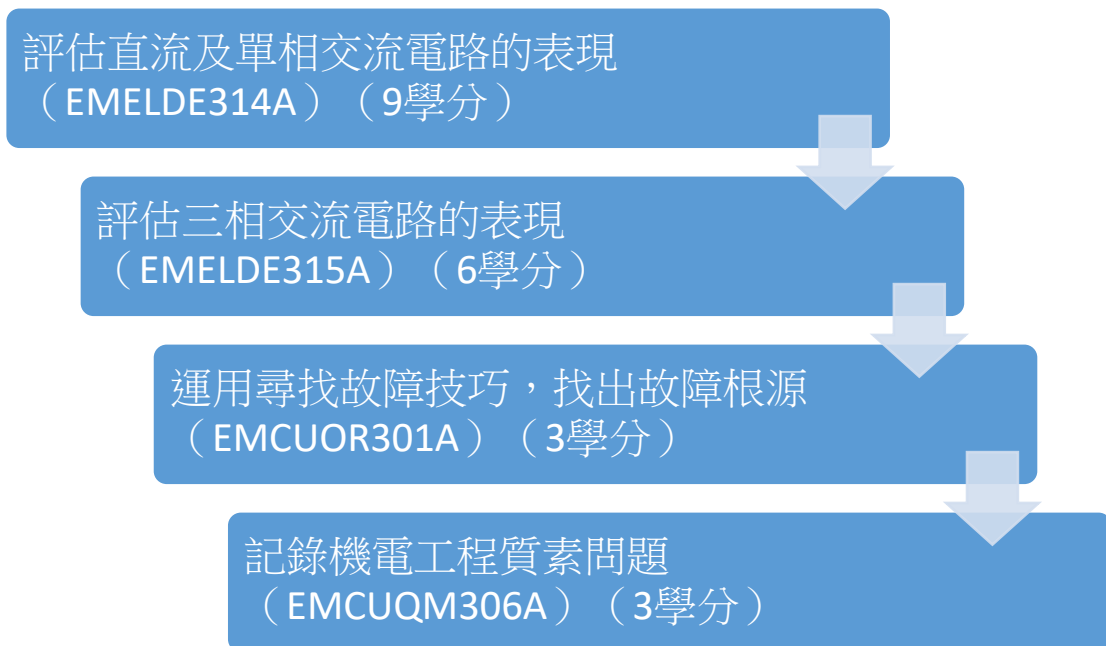 評估直流及單相交流電路的表現
（EMELDE314A）（9學分）
評估三相交流電路的表現
（EMELDE315A）（6學分）
運用尋找故障技巧，找出故障根源
（EMCUOR301A）（3學分）
記錄機電工程質素問題
（EMCUQM306A）（3學分）